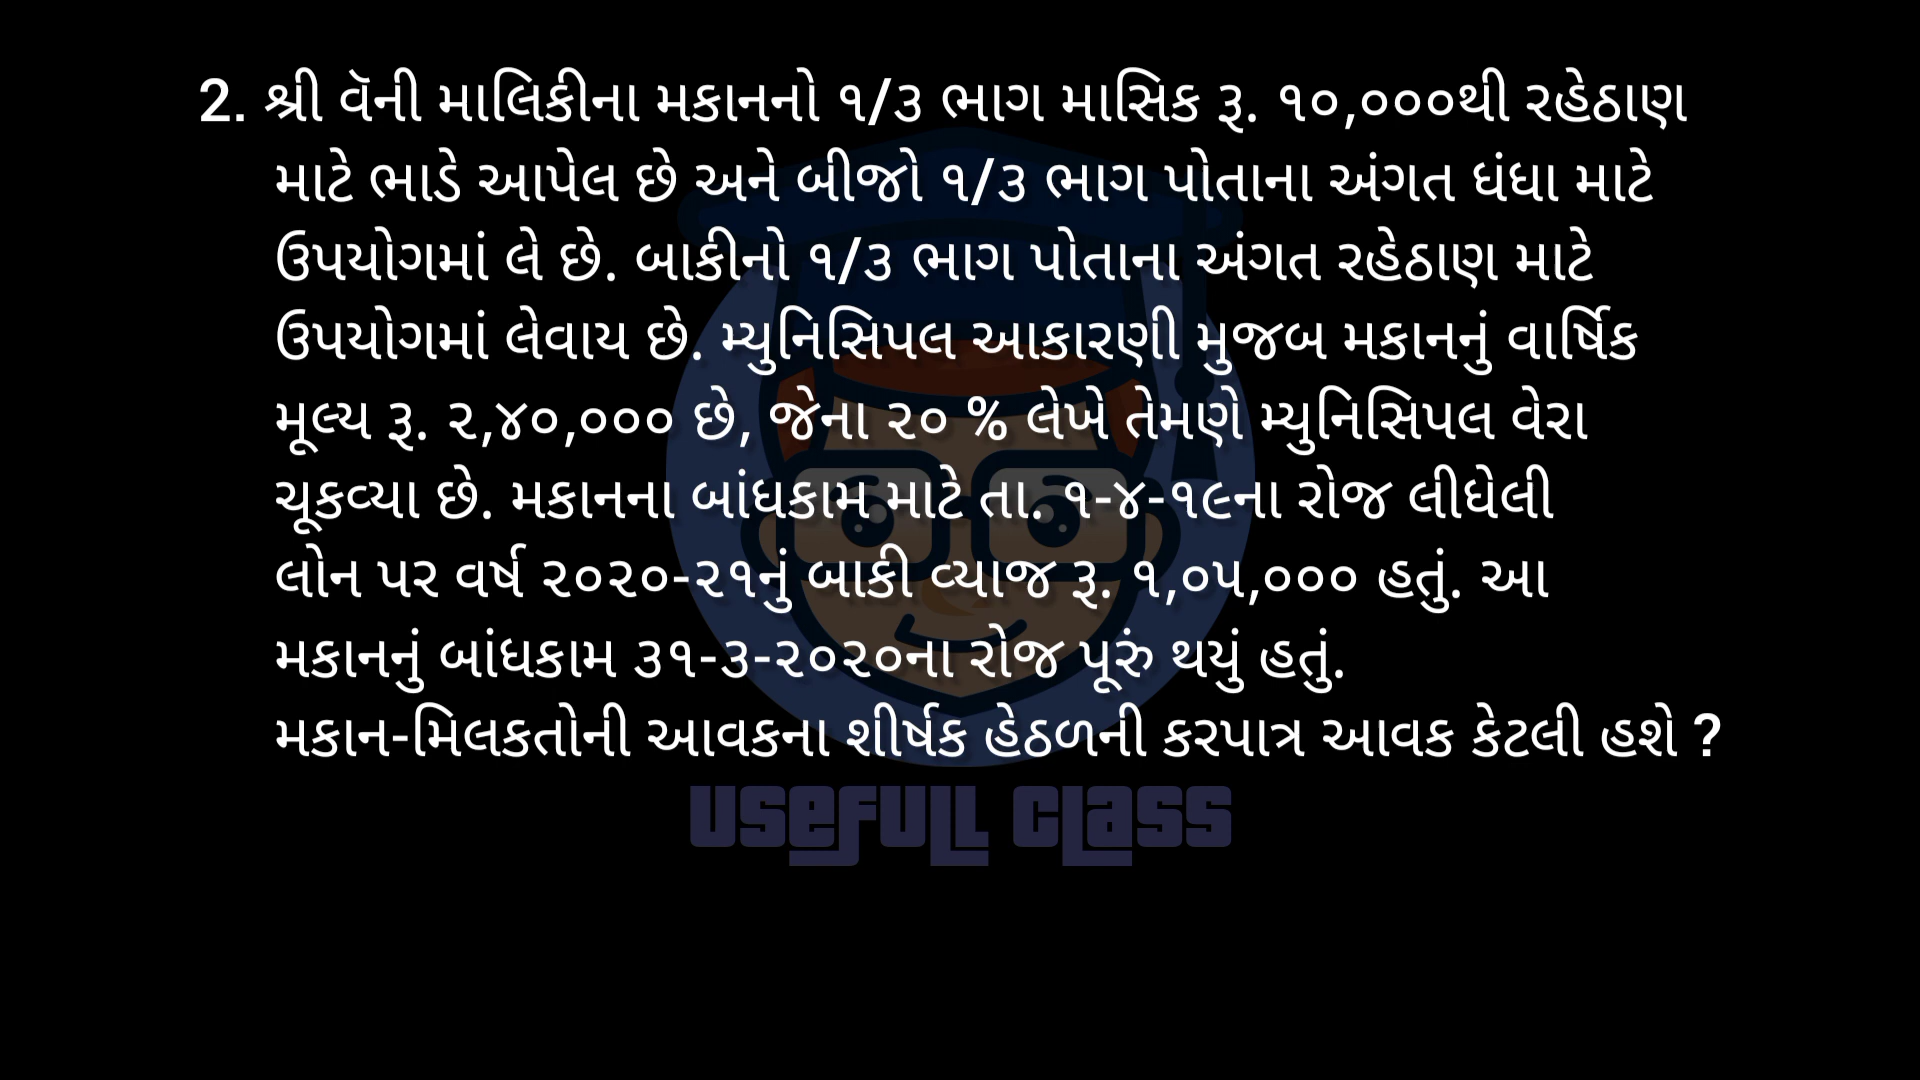 2. શ્રી વૅની માલિકીના મકાનનો ૧/૩ ભાગ માસિક રૂ. ૧૦,૦૦૦થી રહેઠાણ
માટે ભાડે આપેલ છે અને બીજો ૧/૩ ભાગ પોતાના અંગત ધંધા માટે
ઉપયોગમાં લે છે. બાકીનો ૧/૩ ભાગ પોતાના અંગત રહેઠાણ માટે
ઉપયોગમાં લેવાય છે. મ્યુનિસિપલ આકારણી મુજબ મકાનનું વાર્ષિક
મૂલ્ય રૂ. ૨,૪૦,૦૦૦ છે, જેના ૨૦ % લેખે તેમણે મ્યુનિસિપલ વેરા
ચૂકવ્યા છે. મકાનના બાંધકામ માટે તા. ૧-૪-૧૯ના રોજ લીધેલી
લોન પર વર્ષ ૨૦૨૦-૨૧નું બાકી વ્યાજ રૂ. ૧,૦૫,૦૦૦ હતું. આ
મકાનનું બાંધકામ ૩૧-૩-૨૦૨૦ના રોજ પૂરું થયું હતું.
મકાન-મિલકતોની આવકના શીર્ષક હેઠળની કરપાત્ર આવક કેટલી હશે ?
USEFULL CLASS